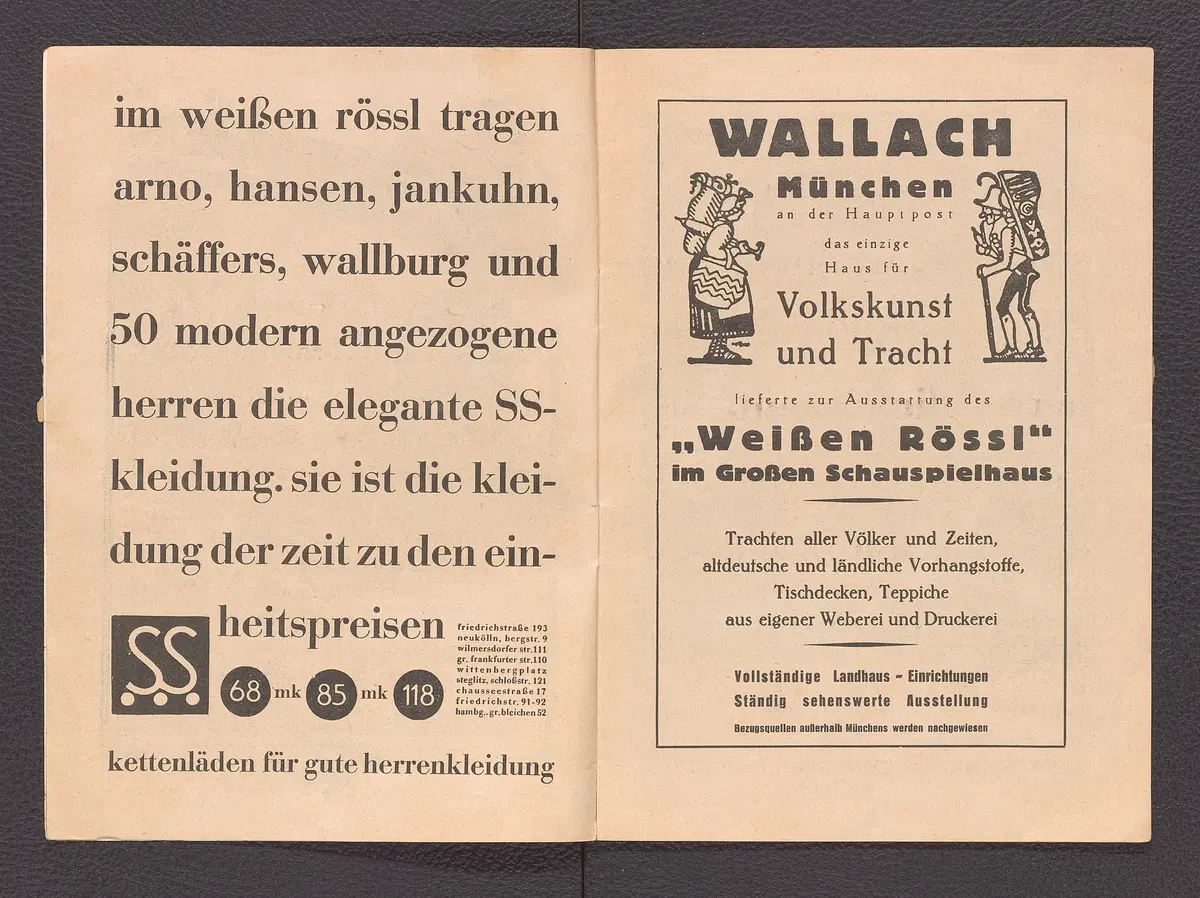 im weißen rössl tragen
arno, hansen, jankuhn,
schäffers, wallburg und
50 modern angezogene
herren die elegante SS-
kleidung. sie ist die klei-
dung der zeit zu den ein-
heitspreisen
SS
68 mk 85 mk 118
friedrichstraße 193
neukölln, bergstr. 9
wilmersdorfer str.111
gr. frankfurter str.110
wittenbergplatz
steglitz, schloßstr. 121
chausseestraße 17
friedrichstr. 91-92
hambg., gr. bleichen 52
kettenläden für gute herrenkleidung
WALLACH
München
an der Hauptpost
das einzige
Haus für
Volkskunst
und Tracht
lieferte zur Ausstattung des
„Weißen Rössl“
im Großen Schauspielhaus
Trachten aller Völker und Zeiten,
altdeutsche und ländliche Vorhangstoffe,
Tischdecken, Teppiche
aus eigener Weberei und Druckerei
Vollständige Landhaus - Einrichtungen
Ständig sehenswerte Ausstellung
Bezugsquellen außerhalb Münchens werden nachgewiesen